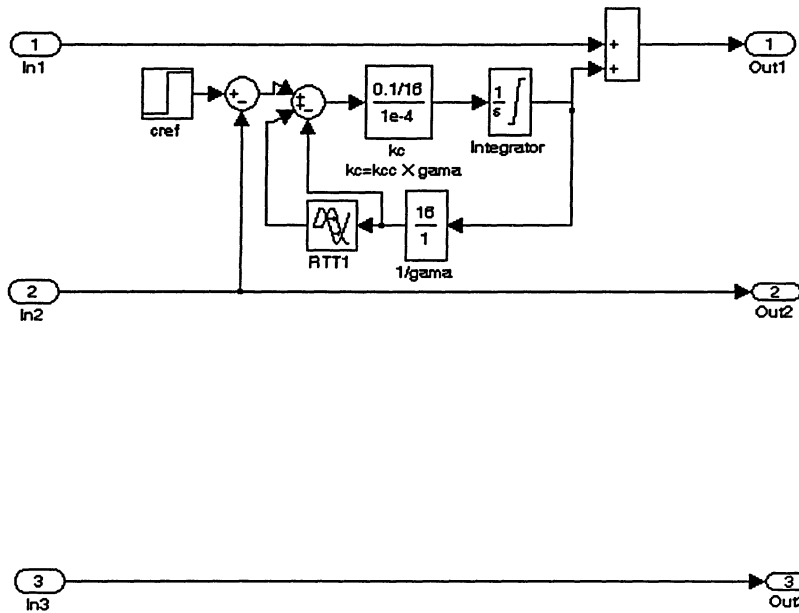 1
In1
+
+
1
Out1
cref
+
-
+
+
-
0.1/16
1e-4
kc
kc=kcc X gama
1
s
Integrator
RTT1
16
1
1/gama
2
In2
2
Out2
3
In3
3
Out